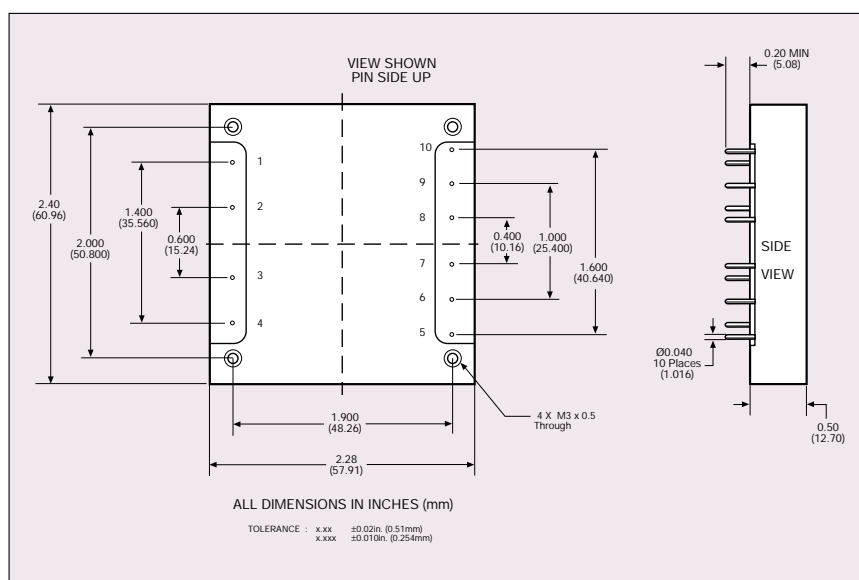 VIEW SHOWN
PIN SIDE UP
0.20 MIN
(5.08)
2.40
(60.96)
2.000
(50.800)
1.400
(35.560)
0.600
(15.24)
1
2
3
4
10
9
8
7
6
5
0.400
(10.16)
1.000
(25.400)
1.600
(40.640)
SIDE
VIEW
Ø0.040
10 Places
(1.016)
0.50
(12.70)
4 X M3 x 0.5
Through
1.900
(48.26)
2.28
(57.91)
ALL DIMENSIONS IN INCHES (mm)
TOLERANCE : x.xx ±0.02in. (0.51mm)
x.xxx ±0.010in. (0.254mm)